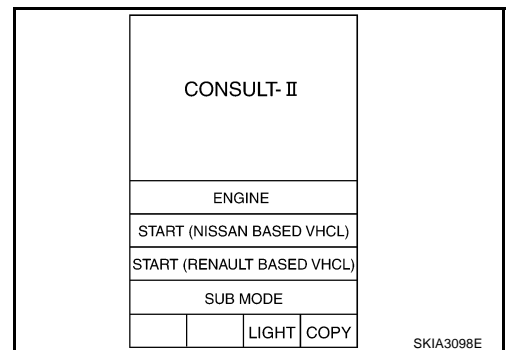 CONSULT-II
ENGINE
START (NISSAN BASED VHCL)
START (RENAULT BASED VHCL)
SUB MODE
LIGHT COPY
SKIA3098E